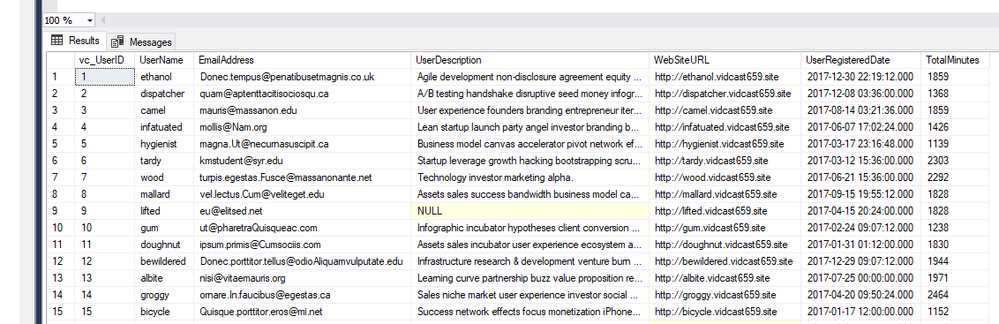 100 %
Results Messages
vc_UserID UserName EmailAddress UserDescription WebSiteURL UserRegisteredDate TotalMinutes
1 1 ethanol Donec.tempus@penatibusetmagnis.co.uk Agile development non-disclosure agreement equity ... http://ethanol.vidcast659.site 2017-12-30 22:19:12.000 1859
2 2 dispatcher quam@aptenttacitisociosqu.ca A/B testing handshake disruptive seed money infogr... http://dispatcher.vidcast659.site 2017-12-08 03:36:00.000 1368
3 3 camel mauris@massanon.edu User experience founders branding entrepreneur iter... http://camel.vidcast659.site 2017-08-14 03:21:36.000 1859
4 4 infatuated mollis@Nam.org Lean startup launch party angel investor branding b... http://infatuated.vidcast659.site 2017-06-07 17:02:24.000 1426
5 5 hygienist magna.Ut@necumasuscipit.ca Business model canvas accelerator pivot network ef... http://hygienist.vidcast659.site 2017-03-17 23:16:48.000 1139
6 6 tardy kmstudent@syr.edu Startup leverage growth hacking bootstrapping scru... http://tardy.vidcast659.site 2017-03-12 15:36:00.000 2303
7 7 wood turpis.egestas.Fusce@massanonante.net Technology investor marketing alpha. http://wood.vidcast659.site 2017-06-21 15:36:00.000 2292
8 8 mallard vel.lectus.Cum@veliteget.edu Assets sales success bandwidth business model ca... http://mallard.vidcast659.site 2017-09-15 19:55:12.000 1828
9 9 lifted eu@elitsed.net NULL http://lifted.vidcast659.site 2017-04-15 20:24:00.000 1828
10 10 gum ut@pharetraQuisqueac.com Infographic incubator hypotheses client conversion ... http://gum.vidcast659.site 2017-02-24 09:07:12.000 1238
11 11 doughnut ipsum.primis@Cumsociis.com Assets sales incubator user experience ecosystem a... http://doughnut.vidcast659.site 2017-01-31 01:12:00.000 1830
12 12 bewildered Donec.porttitor.tellus@odioAliquamvulputate.edu Infrastructure research & development venture burn ... http://bewildered.vidcast659.site 2017-12-29 09:07:12.000 1944
13 13 albite nisi@vitaemauris.org Learning curve partnership buzz value proposition re... http://albite.vidcast659.site 2017-07-25 00:00:00.000 1971
14 14 groggy ornare.In.faucibus@egestas.ca Sales niche market user experience investor social ... http://groggy.vidcast659.site 2017-04-20 09:50:24.000 2464
15 15 bicycle Quisque.porttitor.eros@mi.net Success network effects focus monetization iPhone... http://bicycle.vidcast659.site 2017-01-17 12:00:00.000 1152